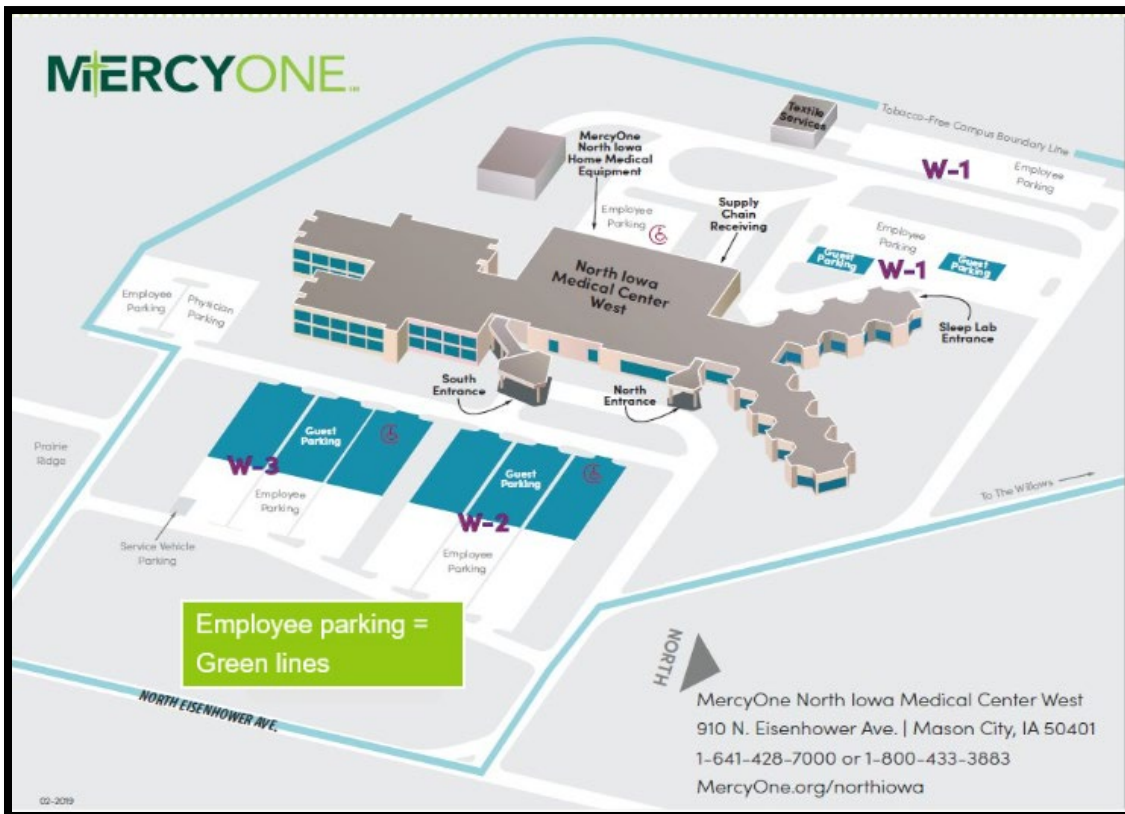 MERCYONE
Textile
Services
Tobacco-Free Campus Boundary Line
MercyOne
North Iowa
Home Medical
Equipment
W-1
Employee
Parking
Employee
Parking
Supply
Chain
Receiving
Employee
Parking
Guest
Parking
W-1
Guest
Parking
North Iowa
Medical Center
West
Employee
Parking
Physician
Parking
Sleep Lab
Entrance
South
Entrance
North
Entrance
Guest
Parking
W-3
Employee
Parking
Guest
Parking
W-2
Employee
Parking
Prairie
Ridge
To The Willows
Service Vehicle
Parking
Employee parking =
Green lines
NORTH
NORTH EISENHOWER AVE.
MercyOne North Iowa Medical Center West
910 N. Eisenhower Ave. | Mason City, IA 50401
1-641-428-7000 or 1-800-433-3883
MercyOne.org/northiowa
02-2019